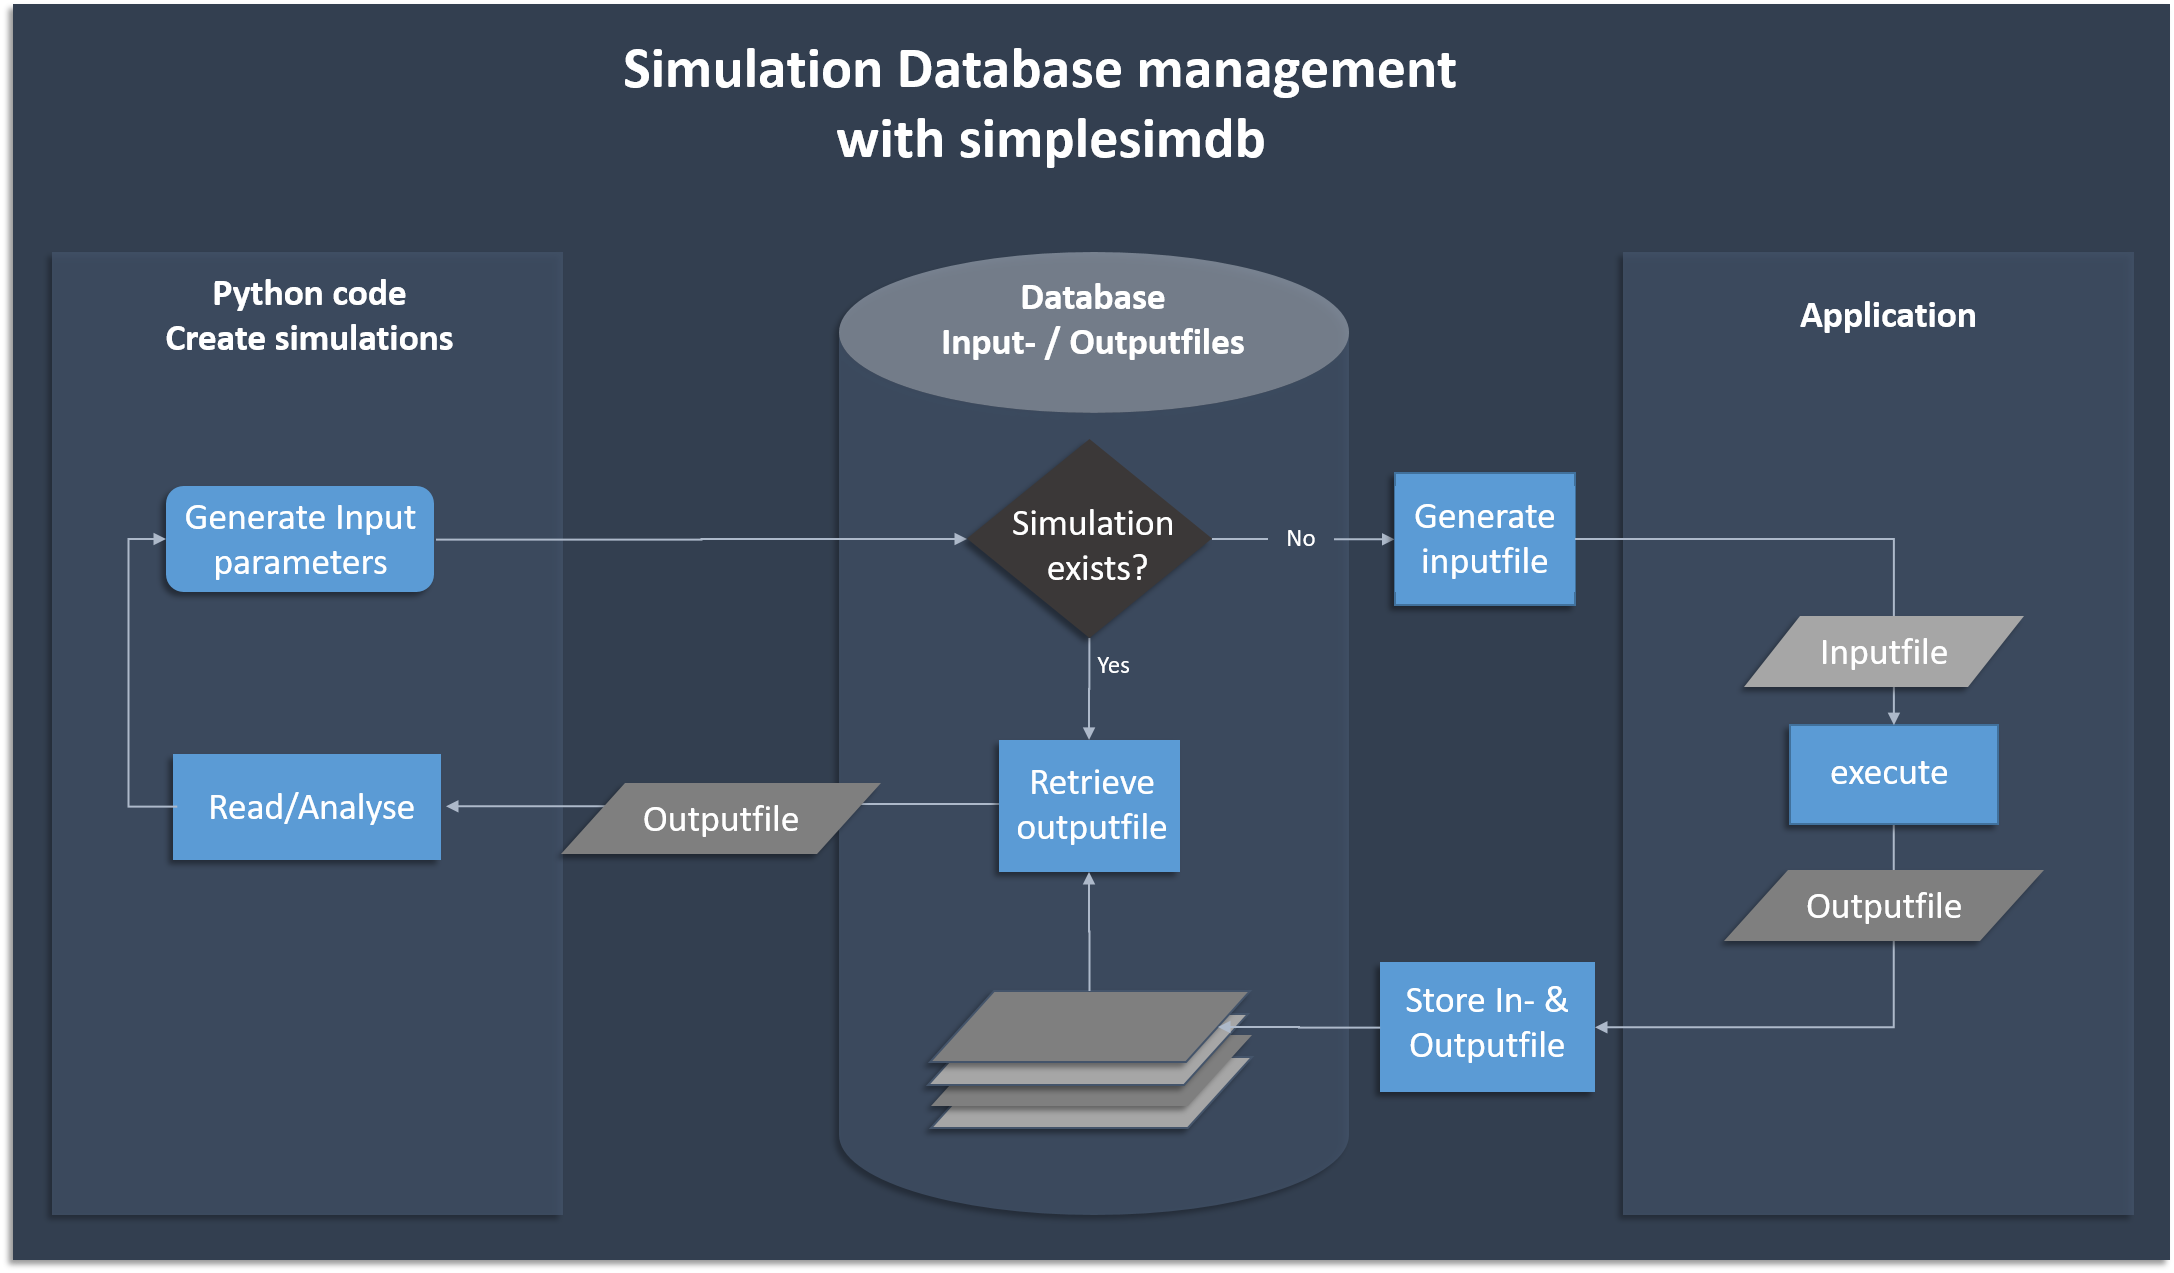 Simulation Database management
with simplesimdb
Python code
Create simulations
Database
Input- / Outputfiles
Application
Generate Input
parameters
Simulation
exists?
No
Generate
inputfile
Yes
Inputfile
Read/Analyse
Outputfile
Retrieve
outputfile
execute
Outputfile
Store In- &
Outputfile